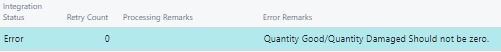 Integration
Status Retry Count Processing Remarks Error Remarks
Error 0 Quantity Good/Quantity Damaged Should not be zero.